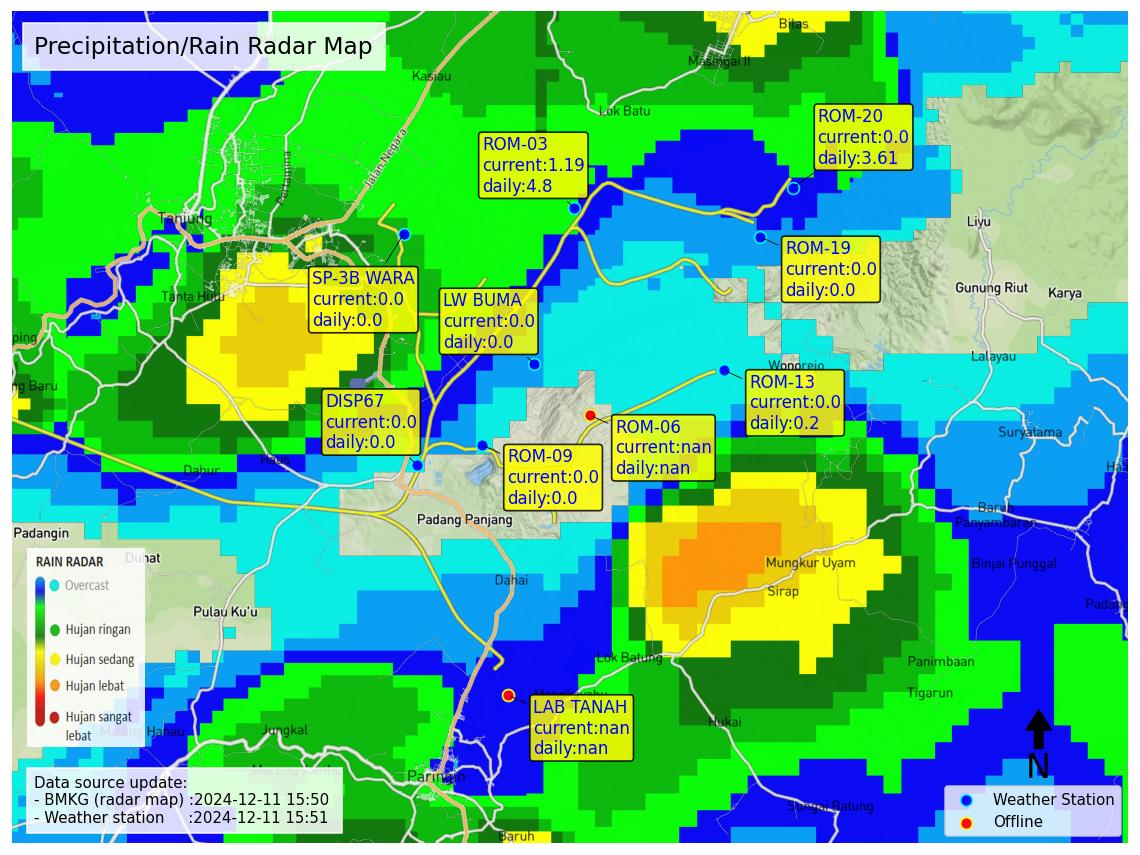 Precipitation/Rain Radar Map
Bilas
Masingai II
Kasiau
Lok Batu
Jalan Negara
Pertamina
Tanjung
Tanta Hulu
ROM-03
current:1.19
daily:4.8
ROM-20
current:0.0
daily:3.61
ROM-19
current:0.0
daily:0.0
Liyu
Gunung Riut
Karya
Lalayau
SP-3B WARA
current:0.0
daily:0.0
LW BUMA
current:0.0
daily:0.0
Wonorejo
ROM-13
current:0.0
daily:0.2
DISP67
current:0.0
daily:0.0
ROM-06
current:nan
daily:nan
ROM-09
current:0.0
daily:0.0
ping
ng Baru
Suryatama
Dahur
Haus
Ha
Baruh
Panyambaran
Padang Panjang
Padangin
Duhat
Mungkur Uyam
Binjai Punggal
Dahai
Sirap
Padang
Pulau Ku'u
RAIN RADAR
Overcast
Hujan ringan
Hujan sedang
Hujan lebat
Hujan sangat
lebat
Lok Batung
Panimbaan
Tigarun
LAB TANAH
current:nan
daily:nan
Hukai
Jungkal
Paringin
Sungai Batung
Baruh
N
Data source update:
- BMKG (radar map) :2024-12-11 15:50
- Weather station :2024-12-11 15:51
Weather Station
Offline